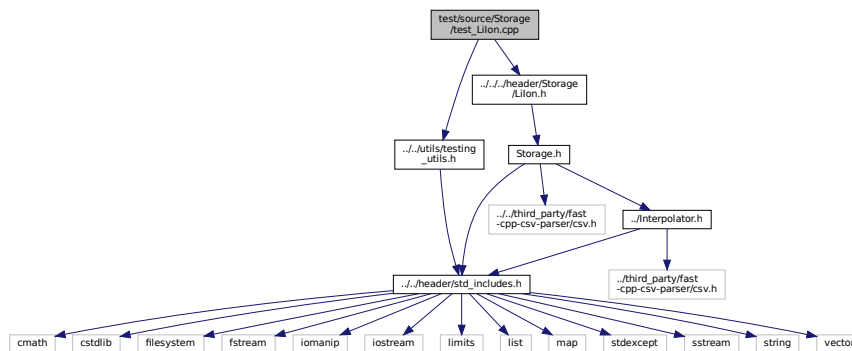 test/source/Storage
/test_LiIon.cpp
../../../header/Storage
/LiIon.h
../../utils/testing
_utils.h
Storage.h
../../third_party/fast
-cpp-csv-parser/csv.h
../Interpolator.h
../third_party/fast
-cpp-csv-parser/csv.h
../../header/std_includes.h
cmath
cstdlib
filesystem
fstream
iomanip
iostream
limits
list
map
stdexcept
sstream
string
vector